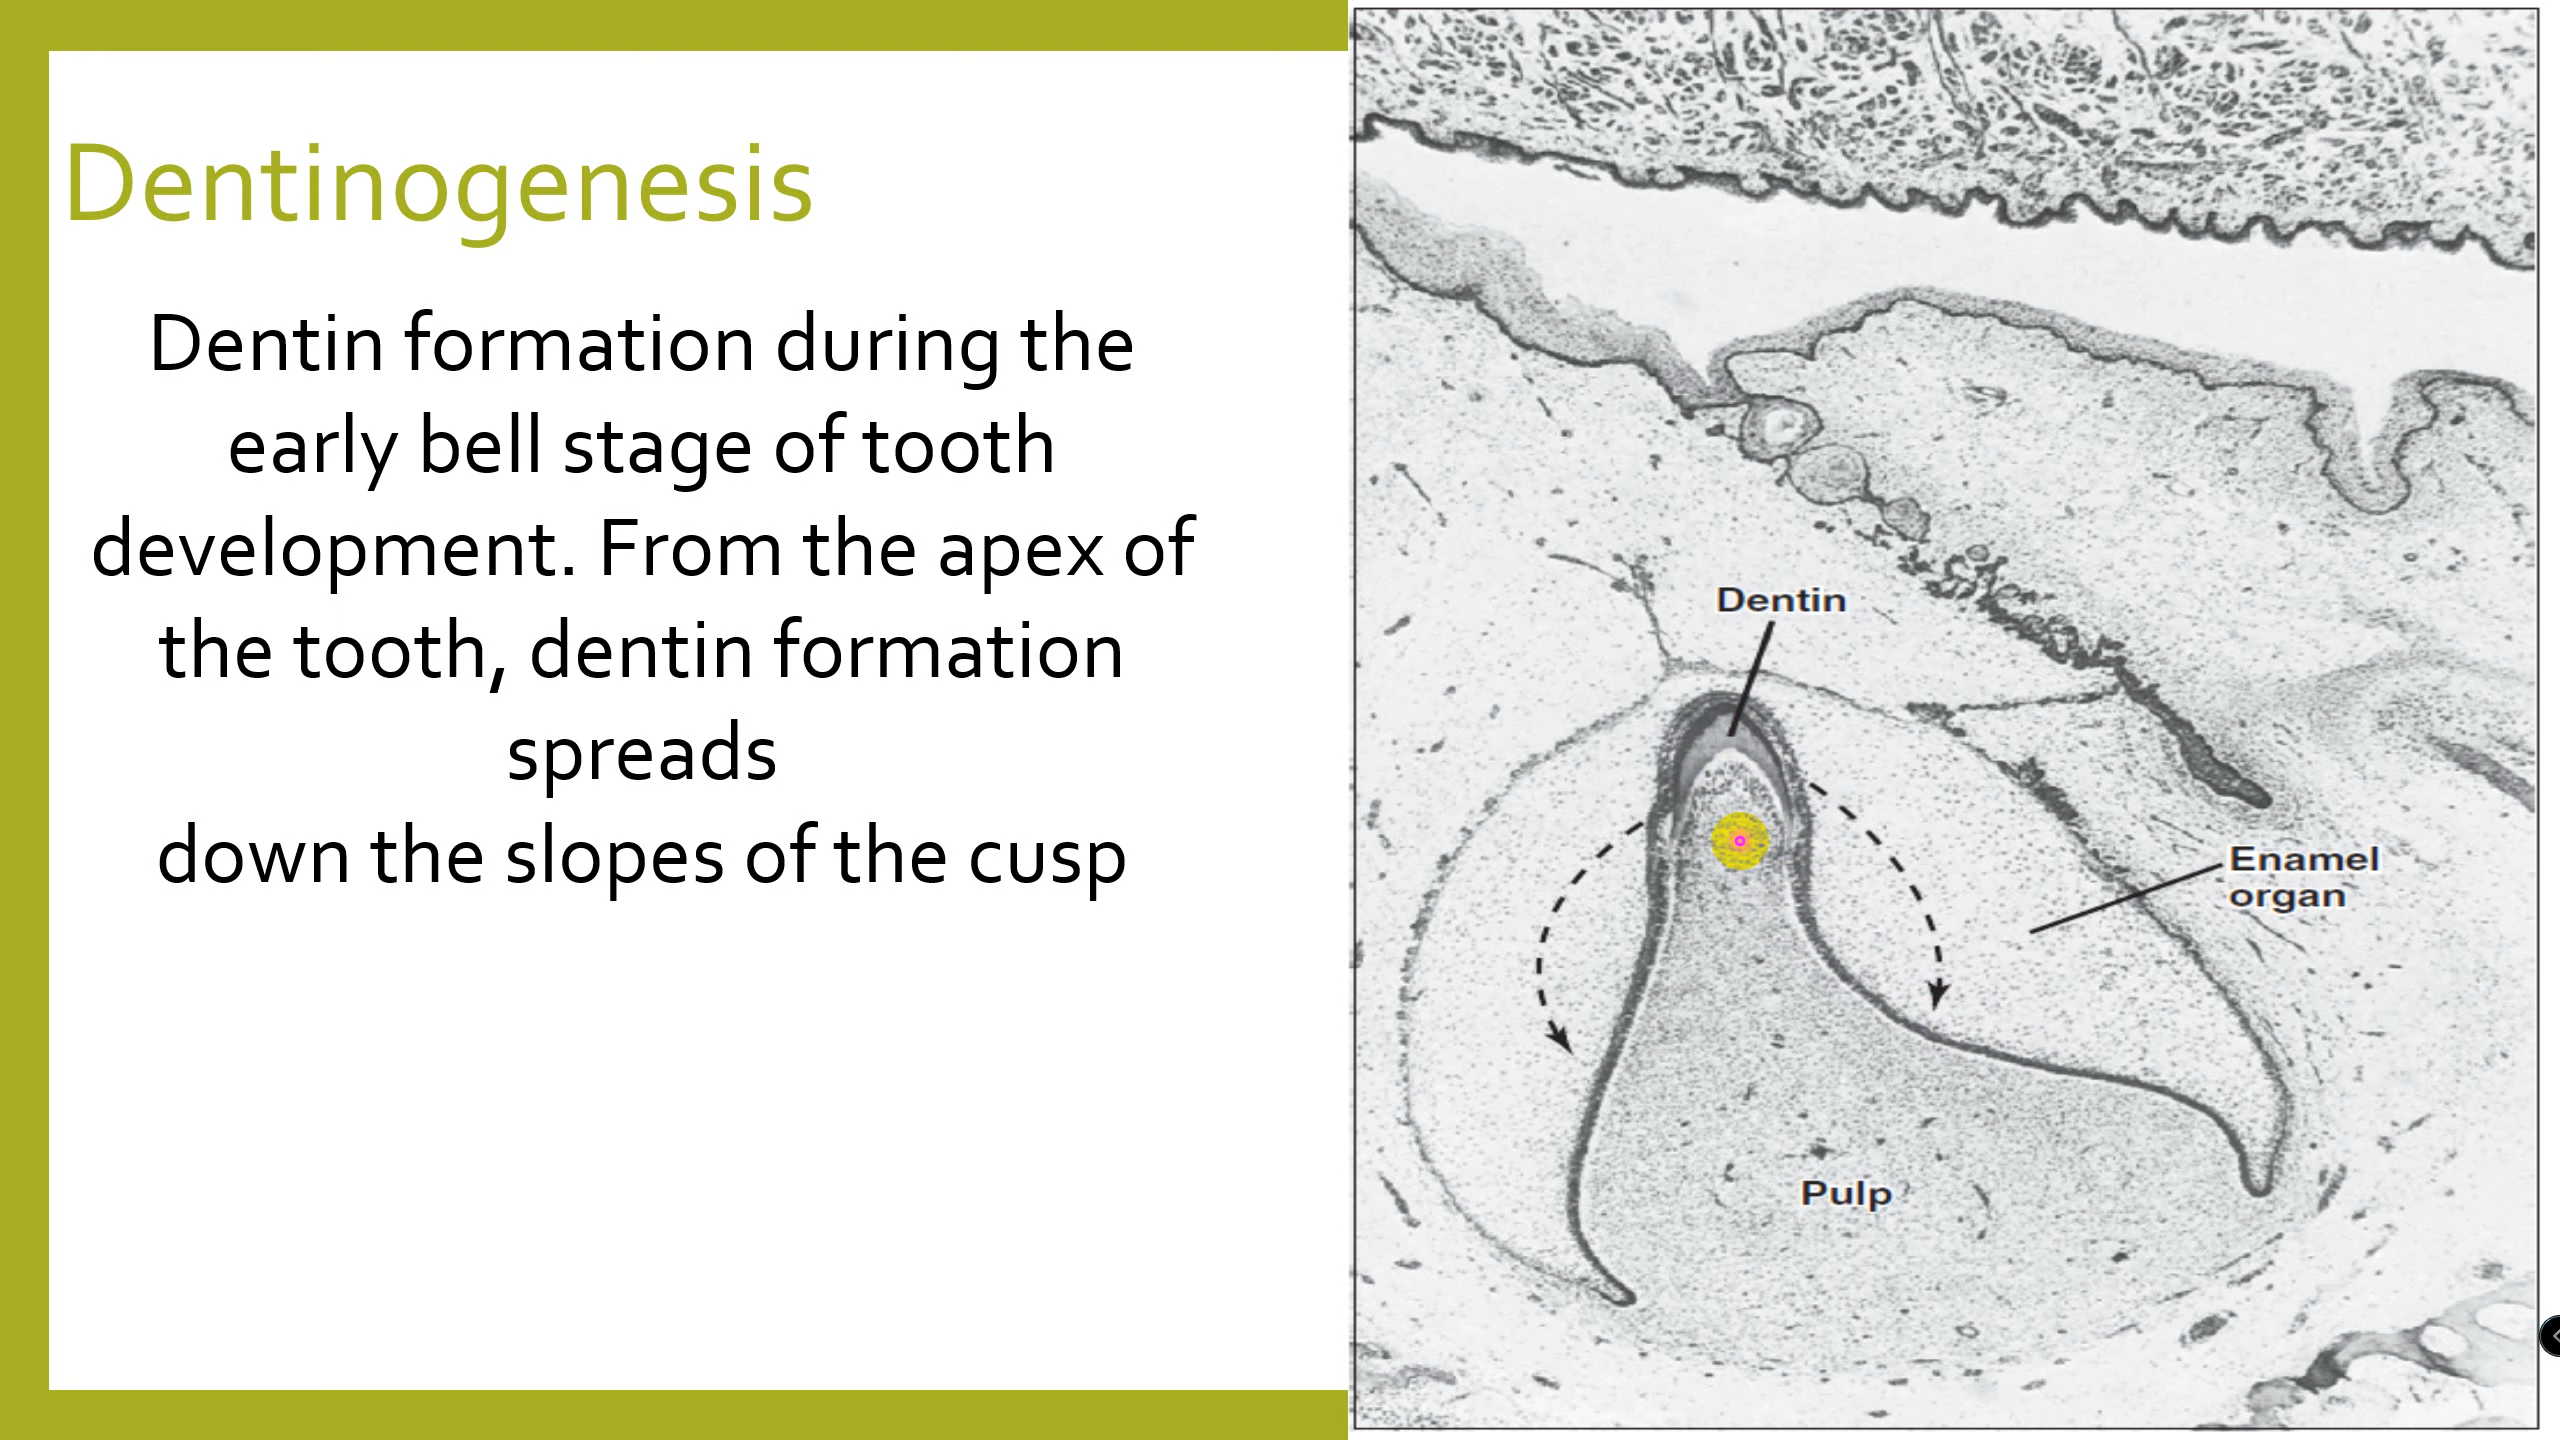 Dentinogenesis
Dentin formation during the
early bell stage of tooth
development. From the apex of
the tooth, dentin formation
spreads
down the slopes of the cusp
Dentin
Enamel
organ
Pulp